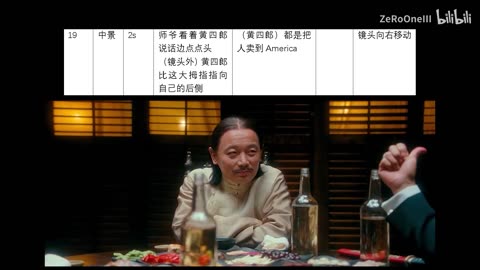 ZeRoOneIII bilibili
19 中景 2s 师爷看着黄四郎 （黄四郎）都是把 镜头向右移动
说话边点点头 人卖到 America
（镜头外）黄四郎
比这大拇指指向
自己的后侧